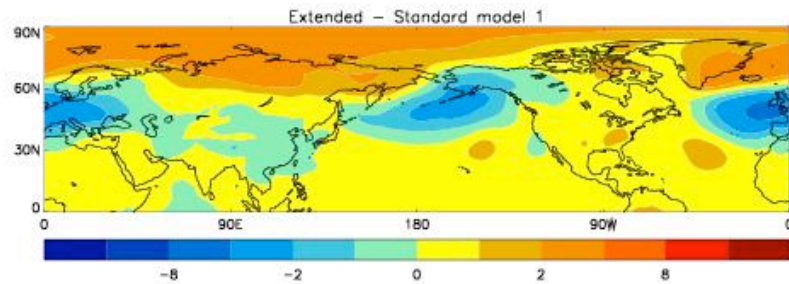 Extended − Standard model 1
90N
60N
30N
0
0 90E 180 90W 0
−8 −2 0 2 8